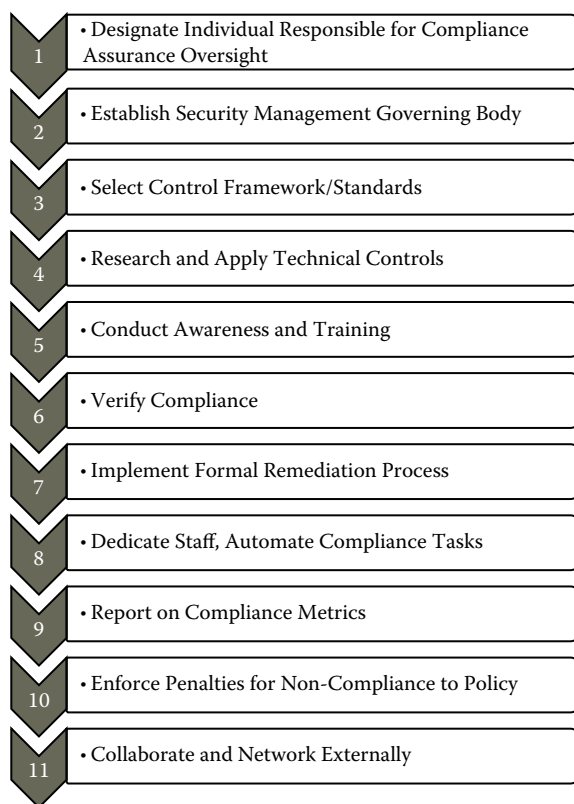 1
• Designate Individual Responsible for Compliance
Assurance Oversight
2
• Establish Security Management Governing Body
3
• Select Control Framework/Standards
4
• Research and Apply Technical Controls
5
• Conduct Awareness and Training
6
• Verify Compliance
7
• Implement Formal Remediation Process
8
• Dedicate Staff, Automate Compliance Tasks
9
• Report on Compliance Metrics
10
• Enforce Penalties for Non-Compliance to Policy
11
• Collaborate and Network Externally